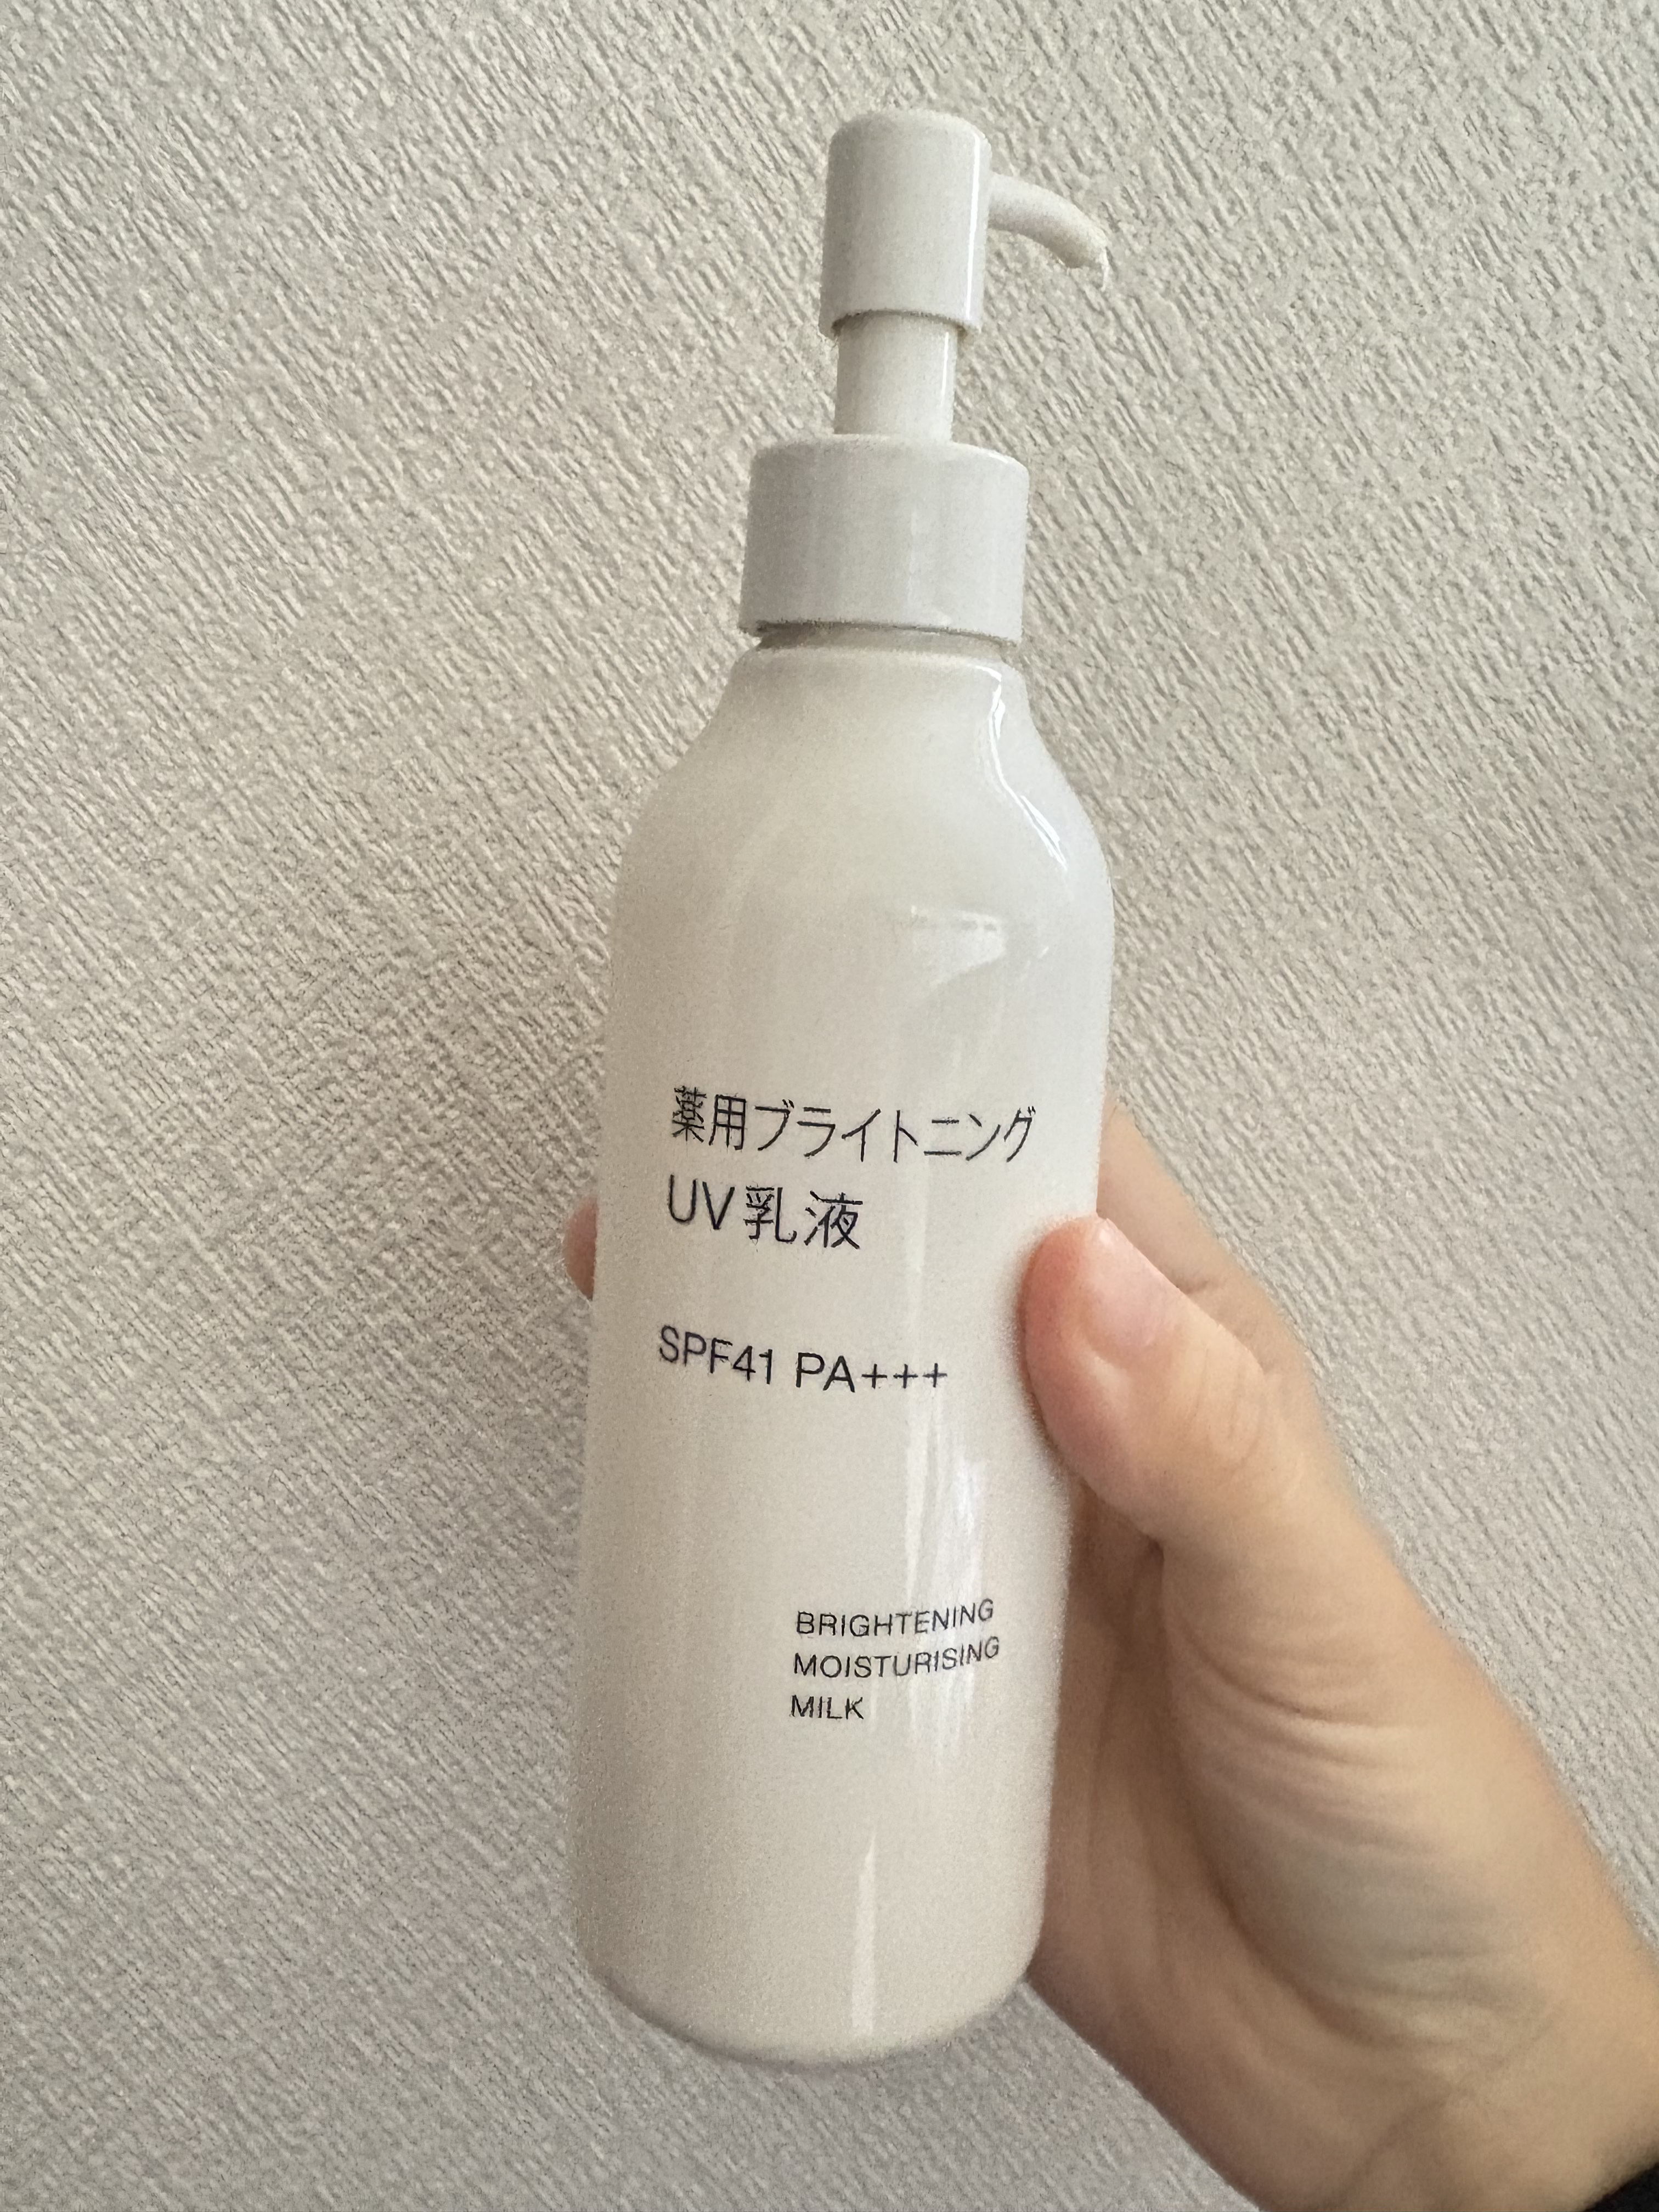 薬用ブライトニング
UV乳液
SPF41 PA+++
BRIGHTENING
MOISTURISING
MILK